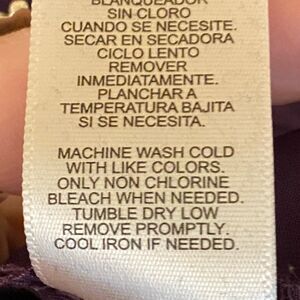 BLANQUEADOR
SIN CLORO
CUANDO SE NECESITE.
SECAR EN SECADORA
CICLO LENTO
REMOVER
INMEDIATAMENTE.
PLANCHAR A
TEMPERATURA BAJITA
SI SE NECESITA.
MACHINE WASH COLD
WITH LIKE COLORS.
ONLY NON CHLORINE
BLEACH WHEN NEEDED.
TUMBLE DRY LOW
REMOVE PROMPTLY.
COOL IRON IF NEEDED.